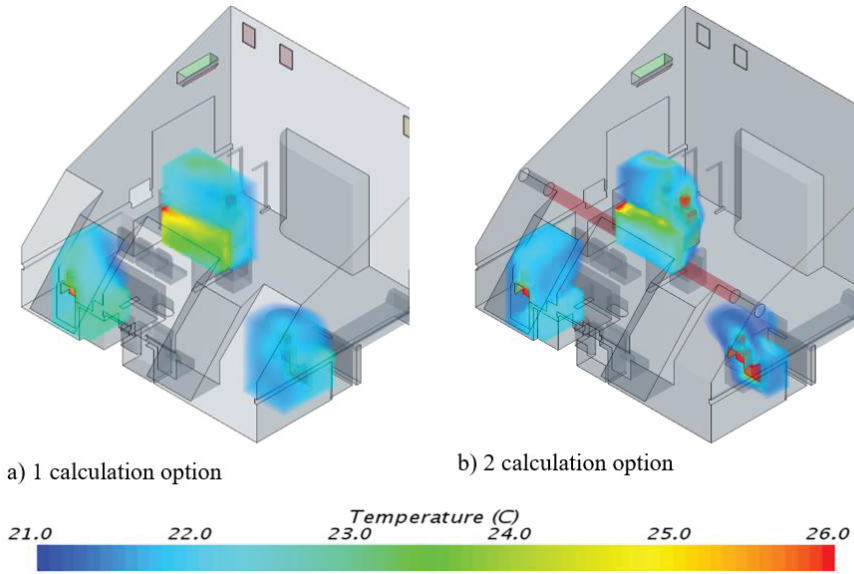 a) 1 calculation option
b) 2 calculation option
Temperature (C)
21.0 22.0 23.0 24.0 25.0 26.0